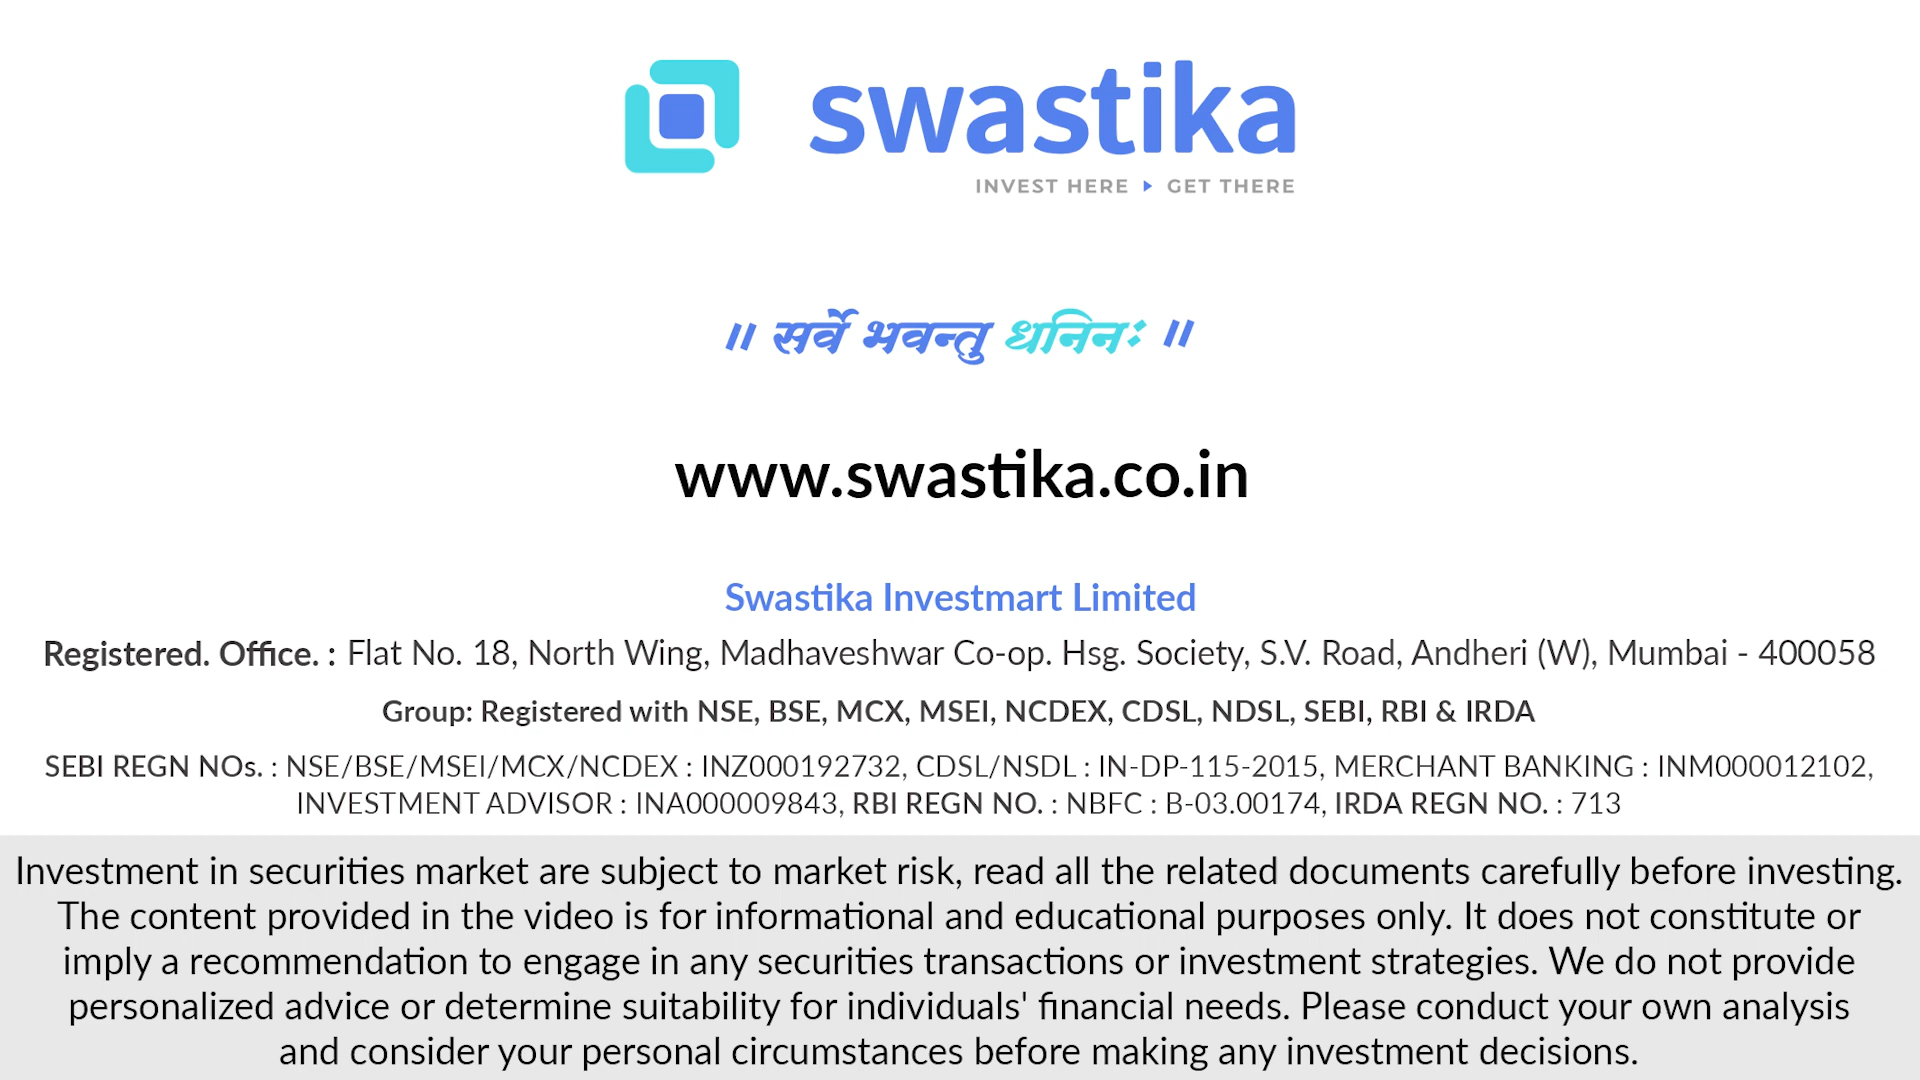 swastika
INVEST HERE ▸ GET THERE
॥ सर्वे भवन्तु धनिनः ॥
www.swastika.co.in
Swastika Investmart Limited
Registered. Office. : Flat No. 18, North Wing, Madhaveshwar Co-op. Hsg. Society, S.V. Road, Andheri (W), Mumbai - 400058
Group: Registered with NSE, BSE, MCX, MSEI, NCDEX, CDSL, NDSL, SEBI, RBI & IRDA
SEBI REGN NOs. : NSE/BSE/MSEI/MCX/NCDEX : INZ000192732, CDSL/NSDL : IN-DP-115-2015, MERCHANT BANKING : INM000012102,
INVESTMENT ADVISOR : INA000009843, RBI REGN NO. : NBFC : B-03.00174, IRDA REGN NO. : 713
Investment in securities market are subject to market risk, read all the related documents carefully before investing.
The content provided in the video is for informational and educational purposes only. It does not constitute or
imply a recommendation to engage in any securities transactions or investment strategies. We do not provide
personalized advice or determine suitability for individuals' financial needs. Please conduct your own analysis
and consider your personal circumstances before making any investment decisions.